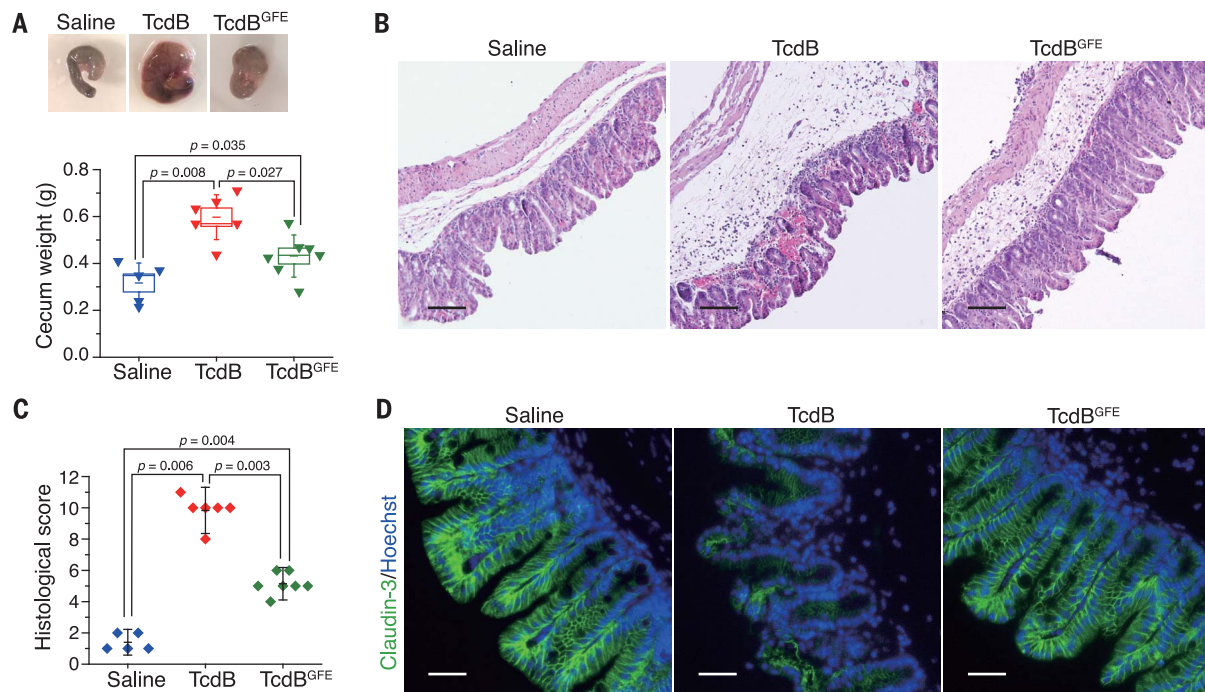 A
Saline TcdB TcdB^GFE
p = 0.035
p = 0.008 p = 0.027
Cecum weight (g)
0.8
0.6
0.4
0.2
0.0
Saline TcdB TcdB^GFE
B
Saline TcdB TcdB^GFE
C
p = 0.004
p = 0.006 p = 0.003
Histological score
12
10
8
6
4
2
0
Saline TcdB TcdB^GFE
D
Saline TcdB TcdB^GFE
Claudin-3/Hoechst